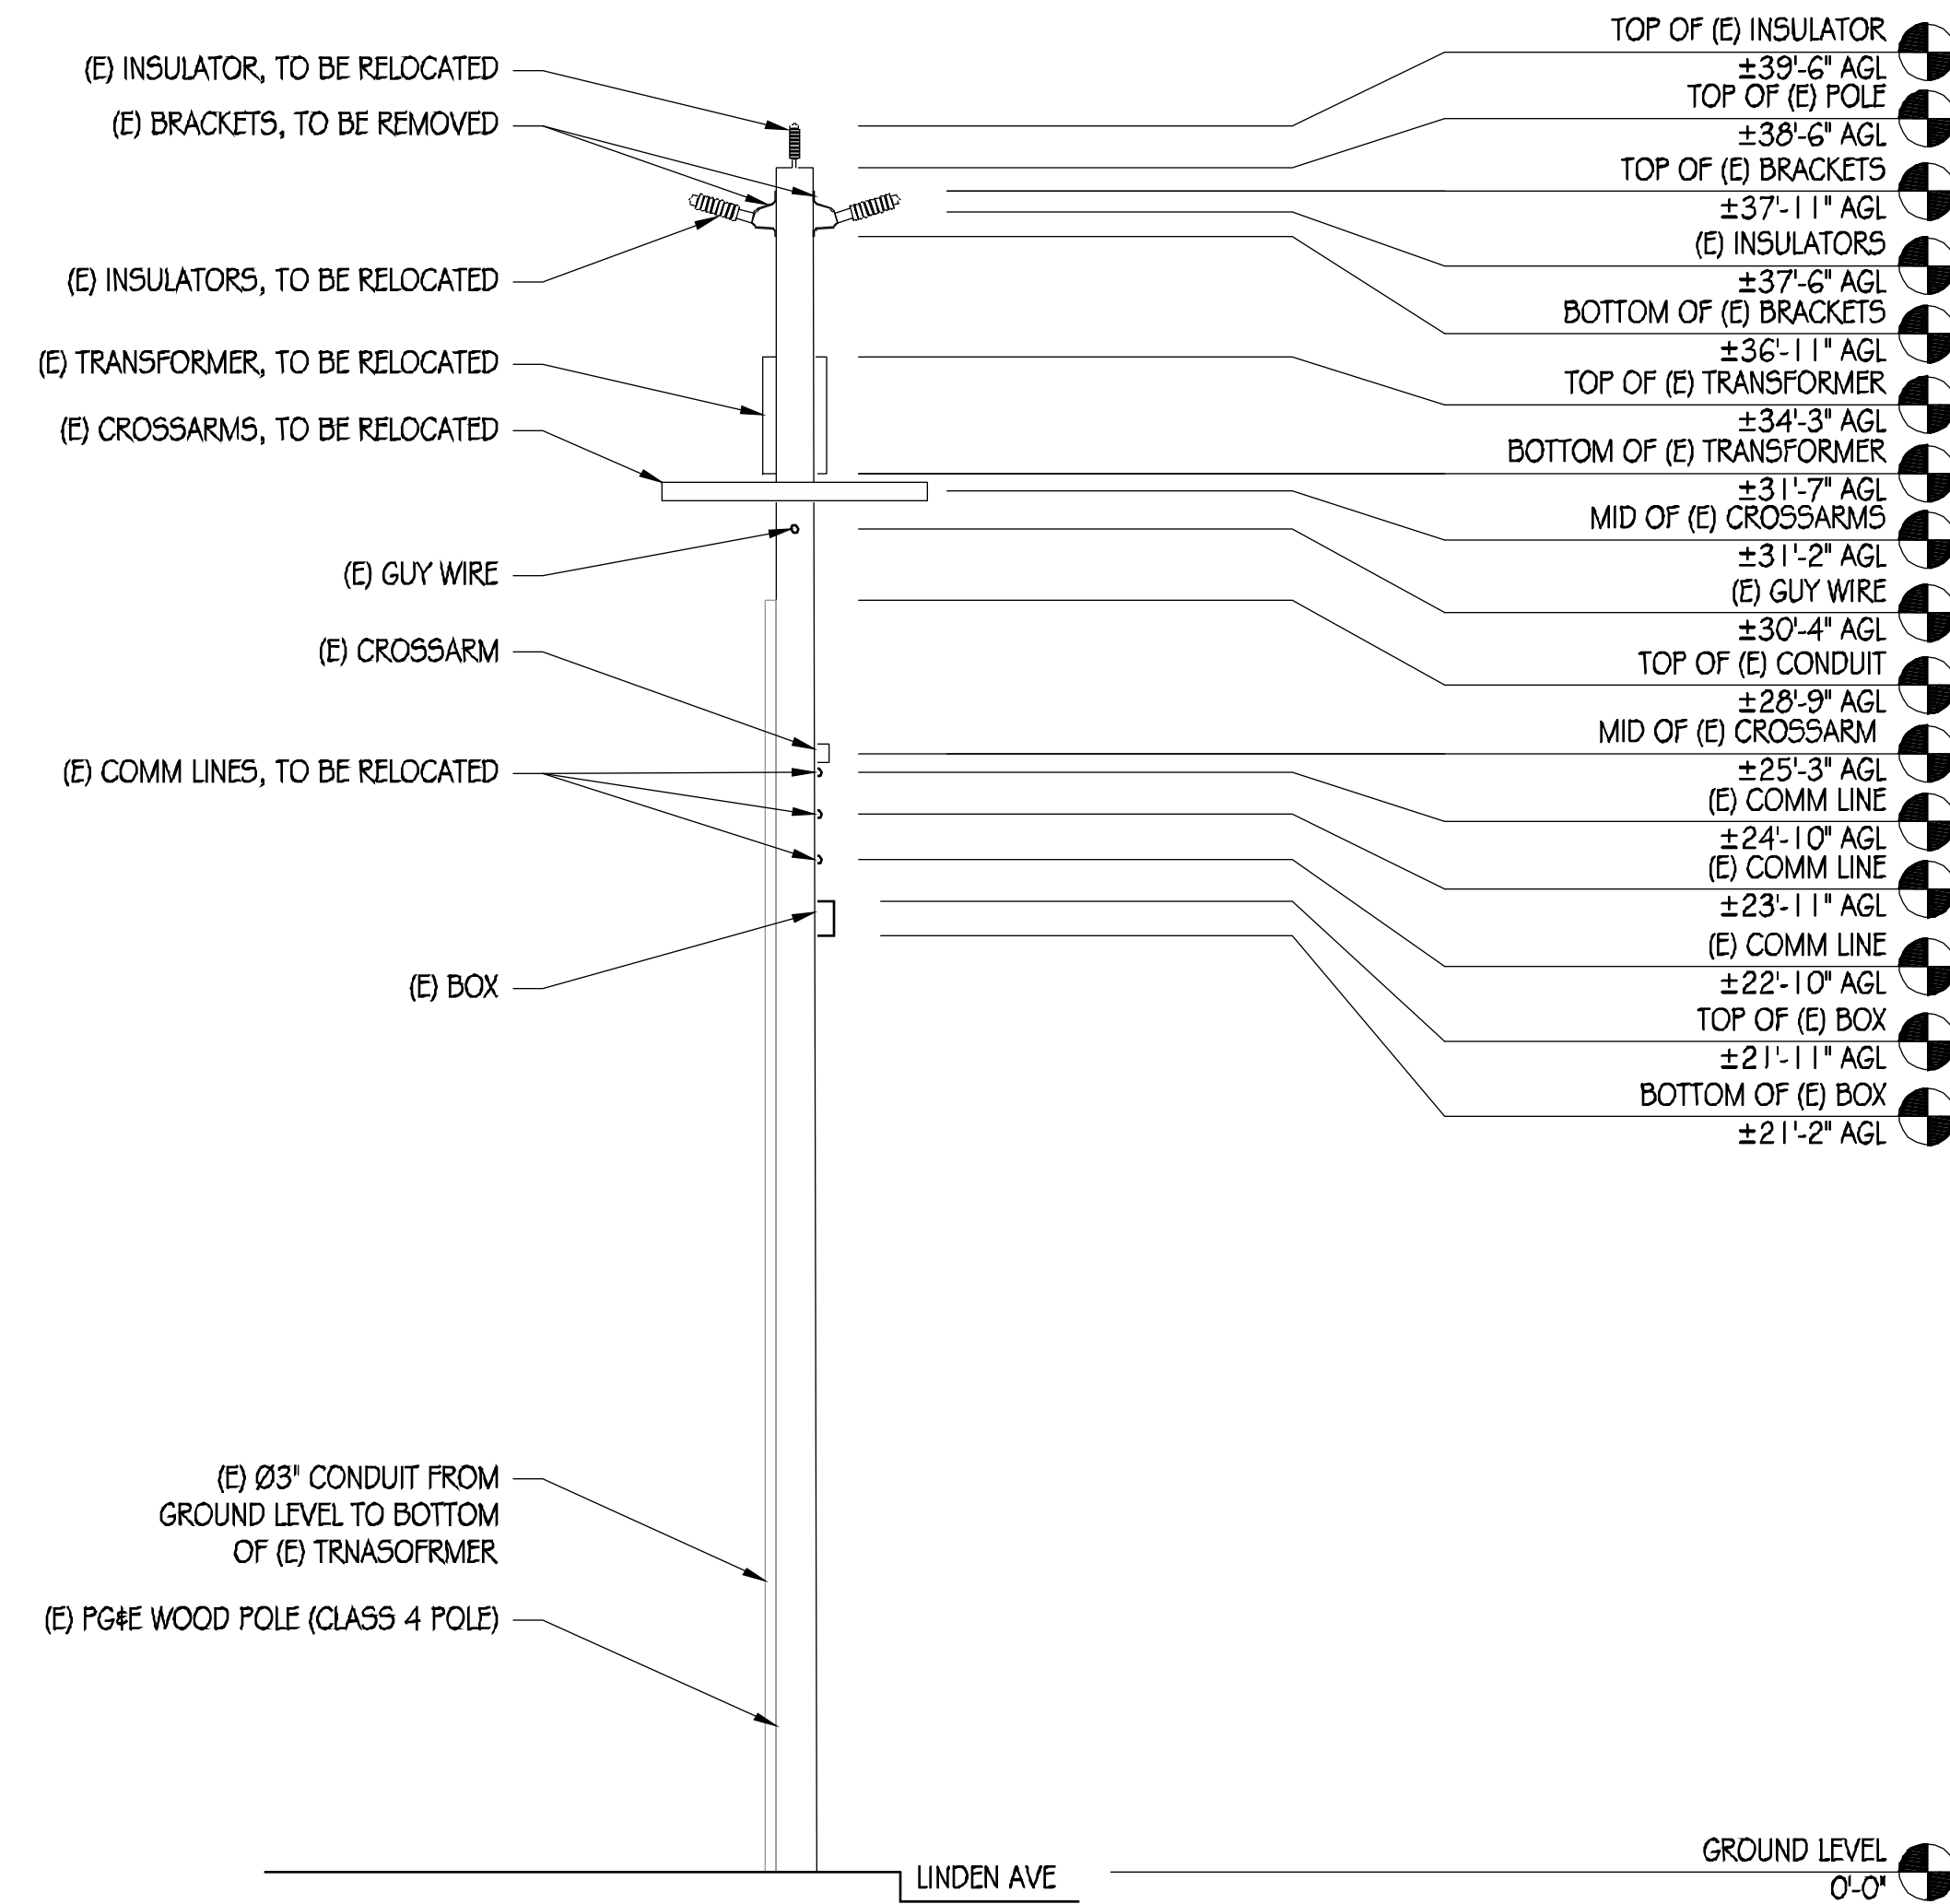 (E) INSULATOR, TO BE RELOCATED
(E) BRACKETS, TO BE REMOVED
(E) INSULATORS, TO BE RELOCATED
(E) TRANSFORMER, TO BE RELOCATED
(E) CROSSARMS, TO BE RELOCATED
(E) GUY WIRE
(E) CROSSARM
(E) COMM LINES, TO BE RELOCATED
(E) BOX
(E) Ø3" CONDUIT FROM
GROUND LEVEL TO BOTTOM
OF (E) TRNASOFRMER
(E) PG&E WOOD POLE (CLASS 4 POLE)
TOP OF (E) INSULATOR
±39'-6" AGL
TOP OF (E) POLE
±38'-6" AGL
TOP OF (E) BRACKETS
±37'-11" AGL
(E) INSULATORS
±37'-6" AGL
BOTTOM OF (E) BRACKETS
±36'-11" AGL
TOP OF (E) TRANSFORMER
±34'-3" AGL
BOTTOM OF (E) TRANSFORMER
±31'-7" AGL
MID OF (E) CROSSARMS
±31'-2" AGL
(E) GUY WIRE
±30'-4" AGL
TOP OF (E) CONDUIT
±28'-9" AGL
MID OF (E) CROSSARM
±25'-3" AGL
(E) COMM LINE
±24'-10" AGL
(E) COMM LINE
±23'-11" AGL
(E) COMM LINE
±22'-10" AGL
TOP OF (E) BOX
±21'-11" AGL
BOTTOM OF (E) BOX
±21'-2" AGL
LINDEN AVE
GROUND LEVEL
0'-0"